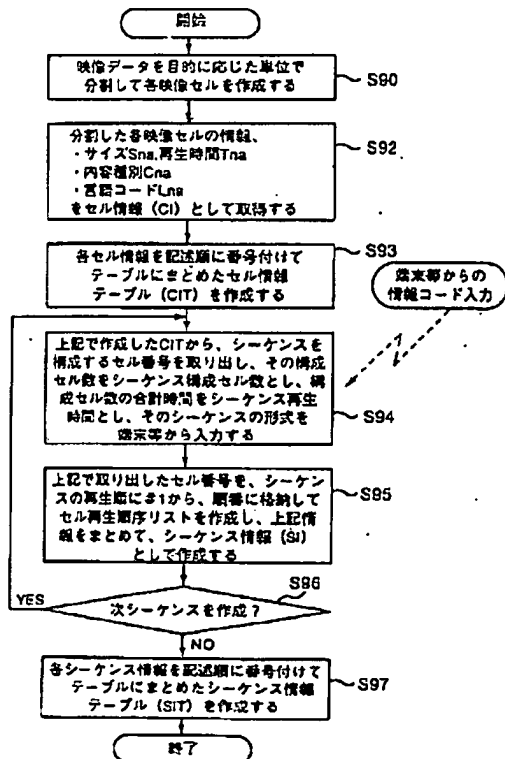 開始
映像データを目的に応じた単位で
分割して各映像セルを作成する
S90
分割した各映像セルの情報、
・サイズSna,再生時間Tna
・内容種別Cna
・言語コードLna
をセル情報（CI）として取得する
S92
各セル情報を記述順に番号付けて
テーブルにまとめたセル情報
テーブル（CIT）を作成する
S93
端末等からの
情報コード入力
上記で作成したCITから、シーケンスを
構成するセル番号を取り出し、その構成
セル数をシーケンス構成セル数とし、構
成セル数の合計時間をシーケンス再生
時間とし、そのシーケンスの形式を
端末等から入力する
S94
上記で取り出したセル番号を、シーケン
スの再生順に#1から、順番に格納して
セル再生順序リストを作成し、上記情
報をまとめて、シーケンス情報（SI）
として作成する
S95
S96
YES
次シーケンスを作成？
NO
各シーケンス情報を記述順に番号付けて
テーブルにまとめたシーケンス情報
テーブル（SIT）を作成する
S97
終了